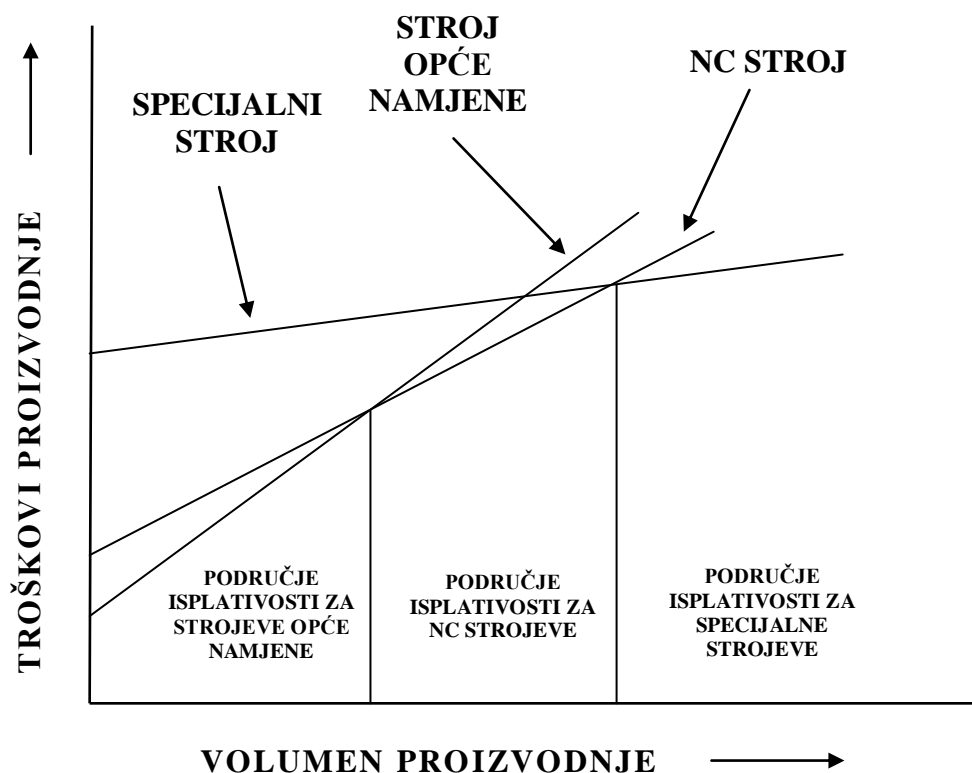 STROJ
OPĆE
NAMJENE
NC STROJ
SPECIJALNI
STROJ
TROŠKOVI PROIZVODNJE
PODRUČJE
ISPLATIVOSTI ZA
STROJEVE OPĆE
NAMJENE
PODRUČJE
ISPLATIVOSTI ZA
NC STROJEVE
PODRUČJE
ISPLATIVOSTI ZA
SPECIJALNE
STROJEVE
VOLUMEN PROIZVODNJE